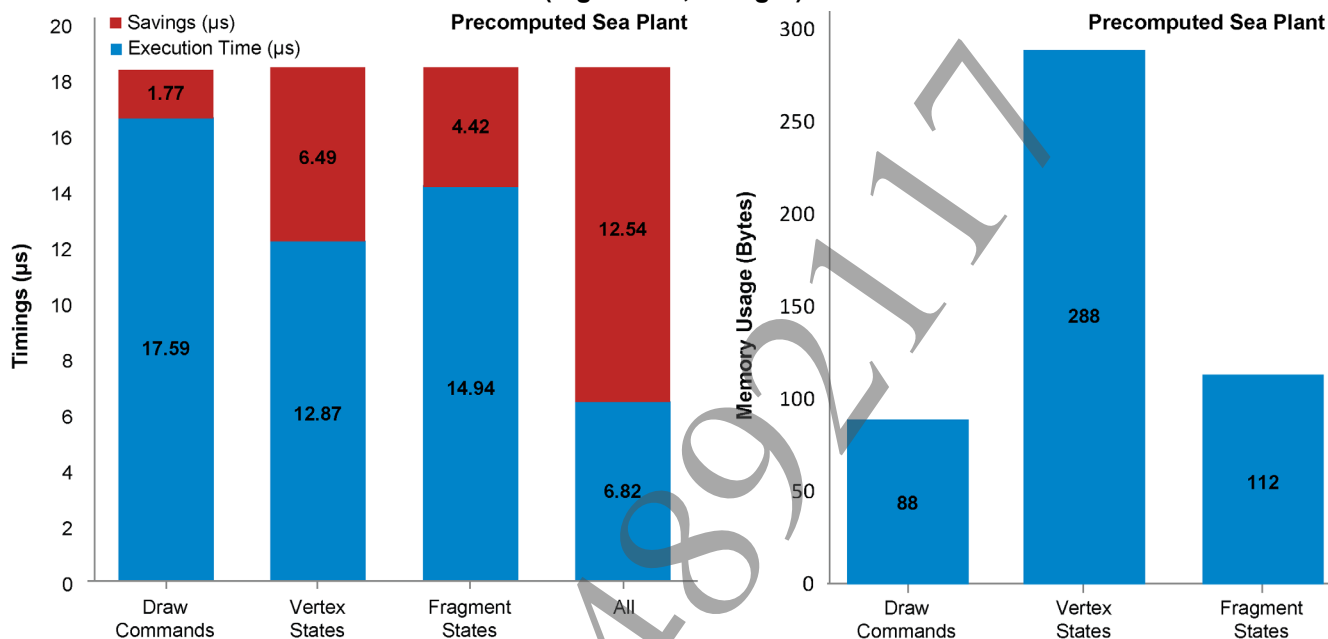 Precomputed Sea Plant
Savings (µs)
Execution Time (µs)
Timings (µs)
20
18
16
14
12
10
8
6
4
2
0
1.77
6.49
4.42
12.54
17.59
12.87
14.94
6.82
Draw
Commands
Vertex
States
Fragment
States
All
Precomputed Sea Plant
Memory Usage (Bytes)
300
250
200
150
100
50
0
88
288
112
Draw
Commands
Vertex
States
Fragment
States
489217